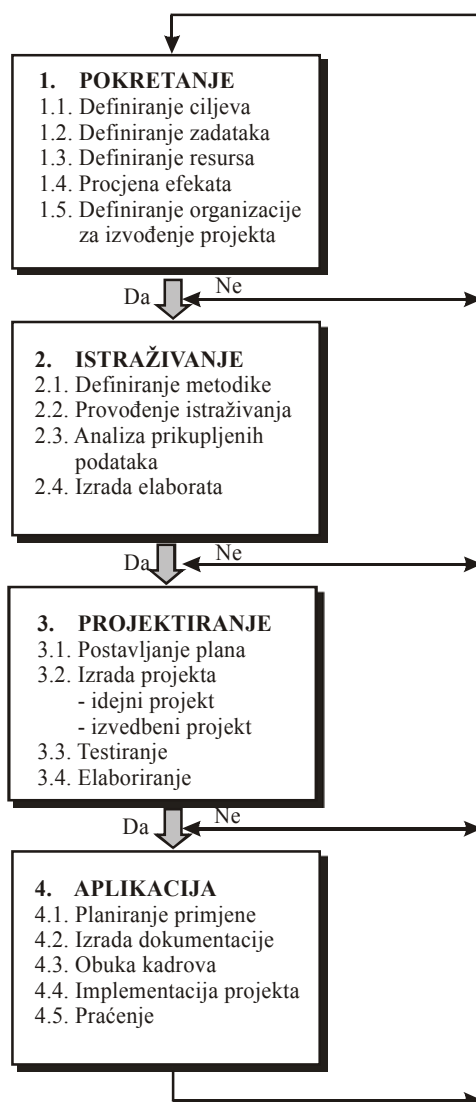 1. POKRETANJE
1.1. Definiranje ciljeva
1.2. Definiranje zadataka
1.3. Definiranje resursa
1.4. Procjena efekata
1.5. Definiranje organizacije
za izvođenje projekta
Da
Ne
2. ISTRAŽIVANJE
2.1. Definiranje metodike
2.2. Provođenje istraživanja
2.3. Analiza prikupljenih
podataka
2.4. Izrada elaborata
Da
Ne
3. PROJEKTIRANJE
3.1. Postavljanje plana
3.2. Izrada projekta
- idejni projekt
- izvedbeni projekt
3.3. Testiranje
3.4. Elaboriranje
Da
Ne
4. APLIKACIJA
4.1. Planiranje primjene
4.2. Izrada dokumentacije
4.3. Obuka kadrova
4.4. Implementacija projekta
4.5. Praćenje